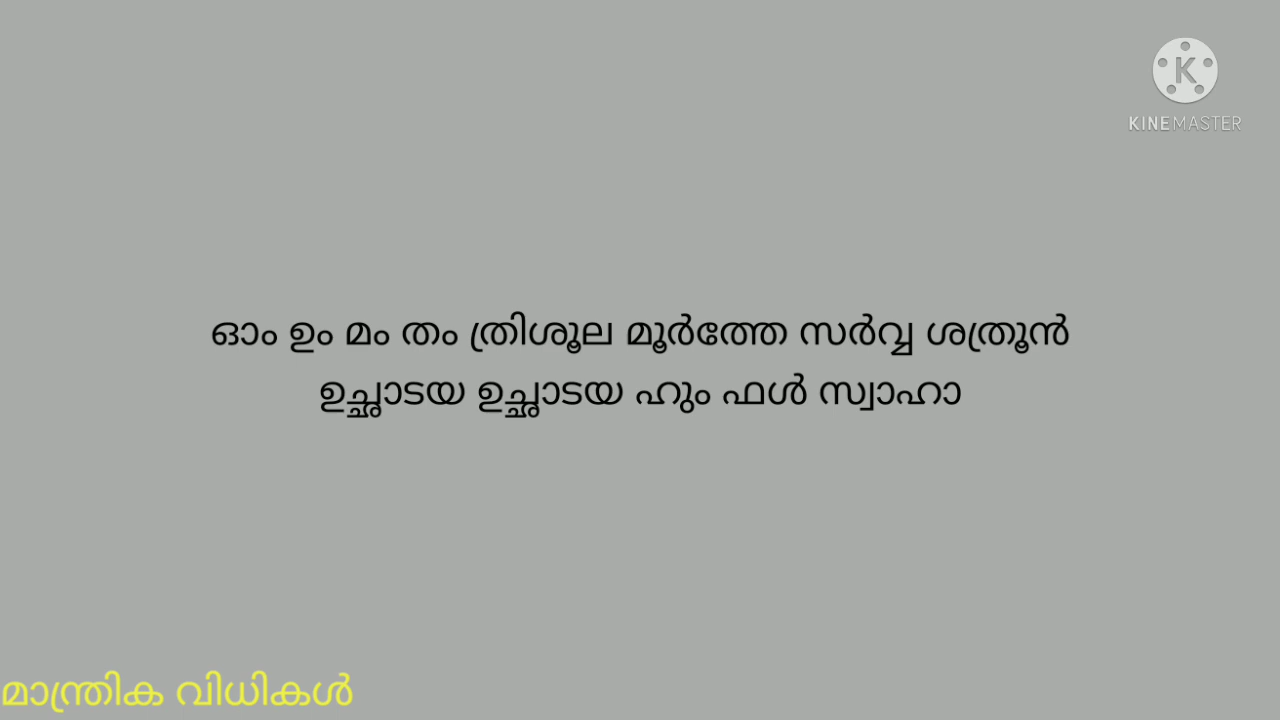 KINEMASTER
ഓം ഉം മം തം ത്രിശൂല മൂർത്തേ സർവ്വ ശത്രൂൻ
ഉച്ഛാടയ ഉച്ഛാടയ ഹും ഫൾ സ്വാഹാ
മാന്ത്രിക വിധികൾ